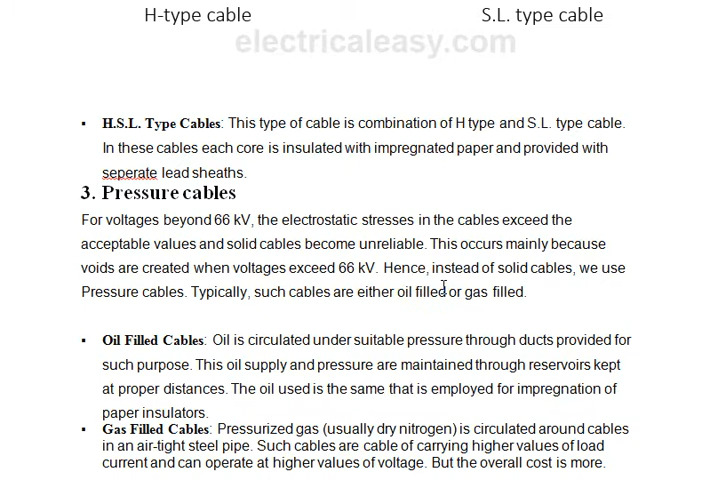 H-type cable S.L. type cable
electricaleasy.com
▪ H.S.L. Type Cables: This type of cable is combination of H type and S.L. type cable.
In these cables each core is insulated with impregnated paper and provided with
seperate lead sheaths.
3. Pressure cables
For voltages beyond 66 kV, the electrostatic stresses in the cables exceed the
acceptable values and solid cables become unreliable. This occurs mainly because
voids are created when voltages exceed 66 kV. Hence, instead of solid cables, we use
Pressure cables. Typically, such cables are either oil filled or gas filled.
▪ Oil Filled Cables: Oil is circulated under suitable pressure through ducts provided for
such purpose. This oil supply and pressure are maintained through reservoirs kept
at proper distances. The oil used is the same that is employed for impregnation of
paper insulators.
▪ Gas Filled Cables: Pressurized gas (usually dry nitrogen) is circulated around cables
in an air-tight steel pipe. Such cables are cable of carrying higher values of load
current and can operate at higher values of voltage. But the overall cost is more.